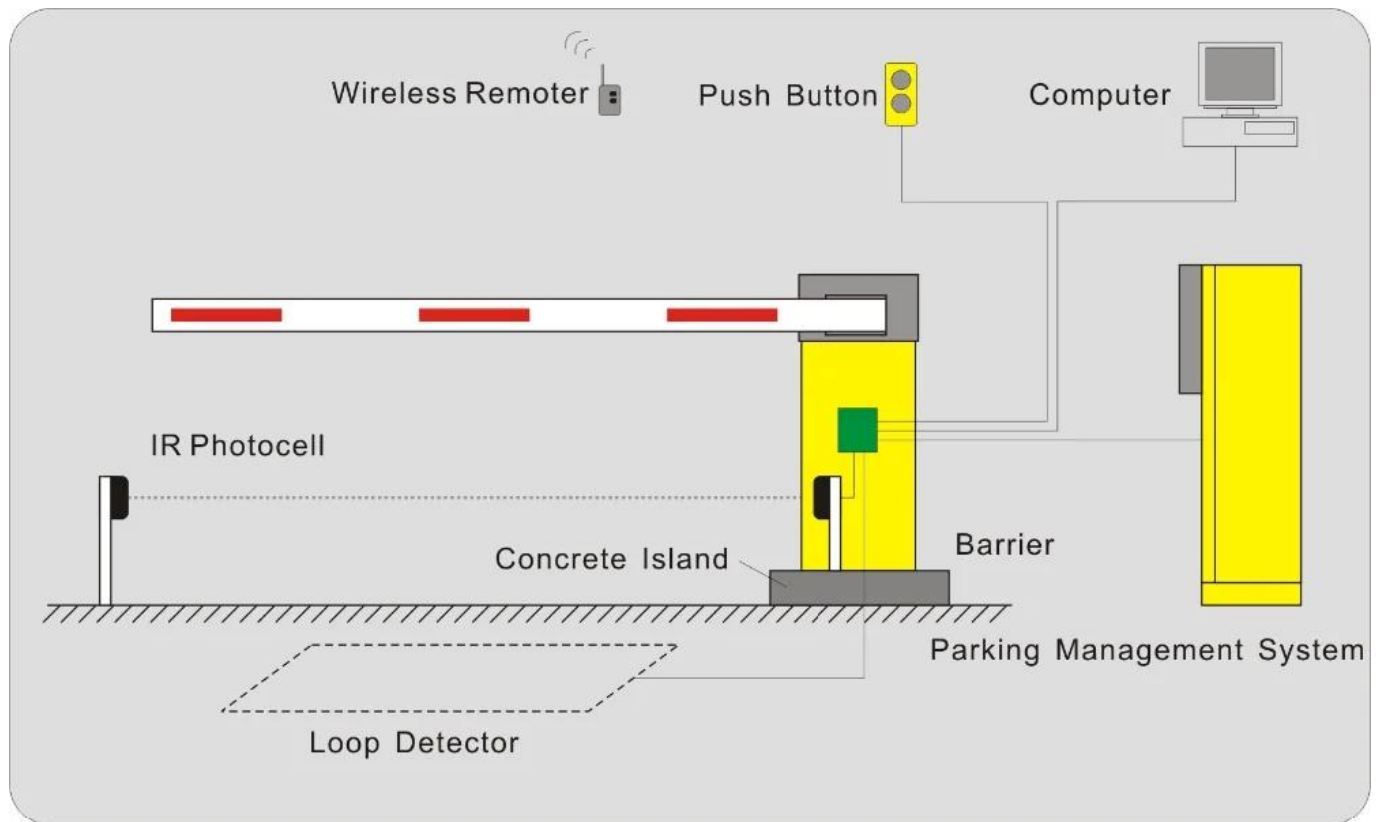 Wireless Remoter
Push Button
Computer
IR Photocell
Concrete Island
Barrier
Parking Management System
Loop Detector